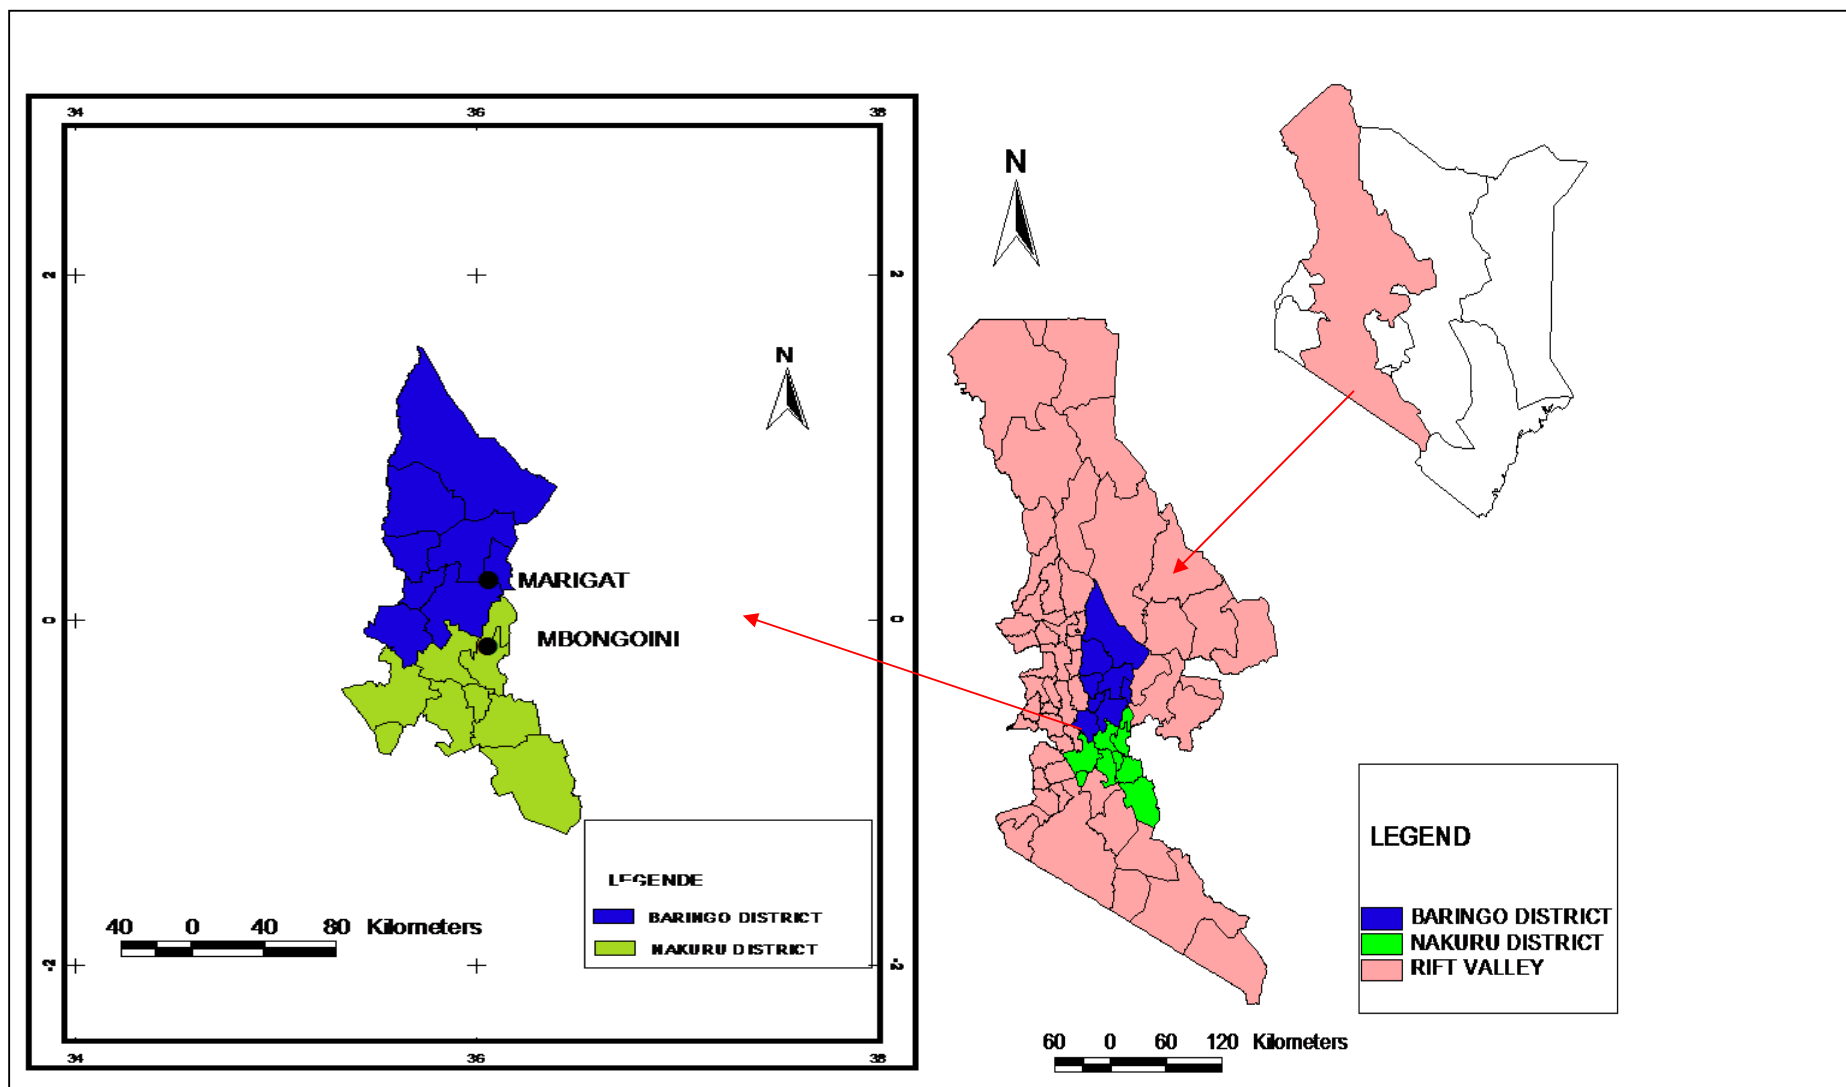 34 36 38
N
2 2
N
MARIGAT
0 0
MBONGOINI
LEGENDE
BARINGO DISTRICT
NAKURU DISTRICT
40 0 40 80 Kilometers
-2 -2
34 36 38
LEGEND
BARINGO DISTRICT
NAKURU DISTRICT
RIFT VALLEY
60 0 60 120 Kilometers